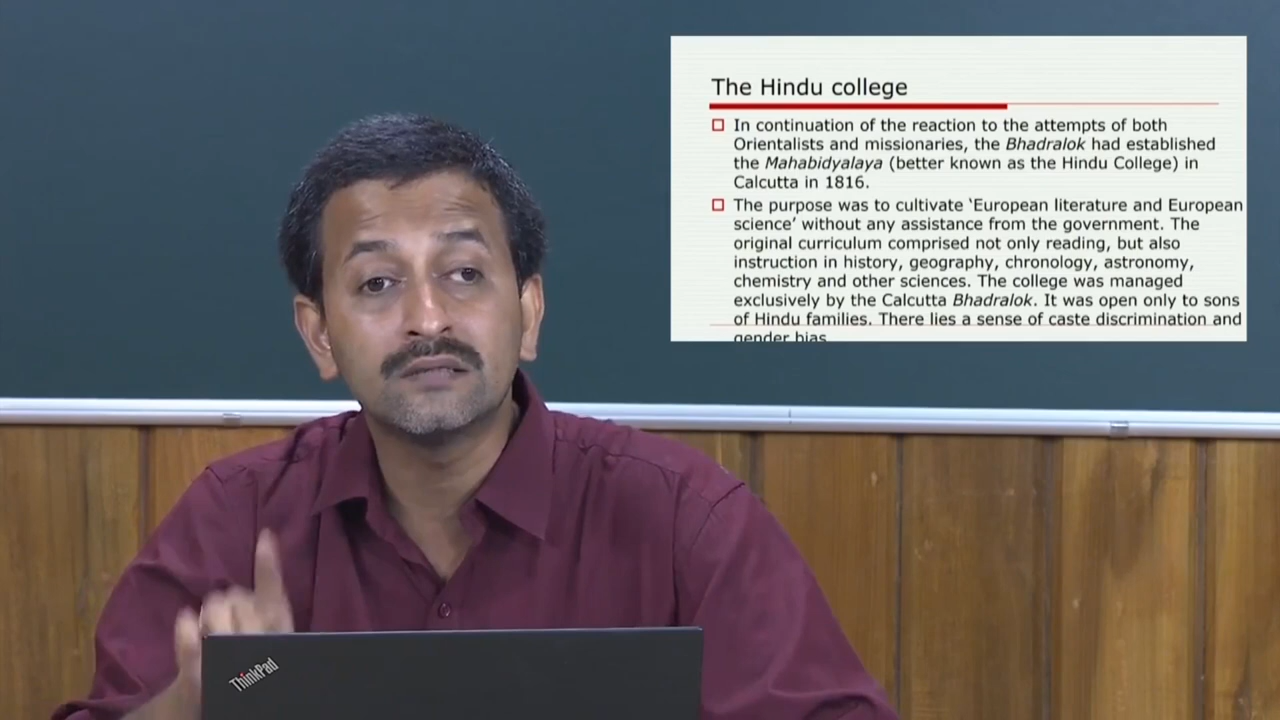 The Hindu college
In continuation of the reaction to the attempts of both
Orientalists and missionaries, the Bhadralok had established
the Mahabidyalaya (better known as the Hindu College) in
Calcutta in 1816.
The purpose was to cultivate ‘European literature and European
science’ without any assistance from the government. The
original curriculum comprised not only reading, but also
instruction in history, geography, chronology, astronomy,
chemistry and other sciences. The college was managed
exclusively by the Calcutta Bhadralok. It was open only to sons
of Hindu families. There lies a sense of caste discrimination and
gender bias
ThinkPad